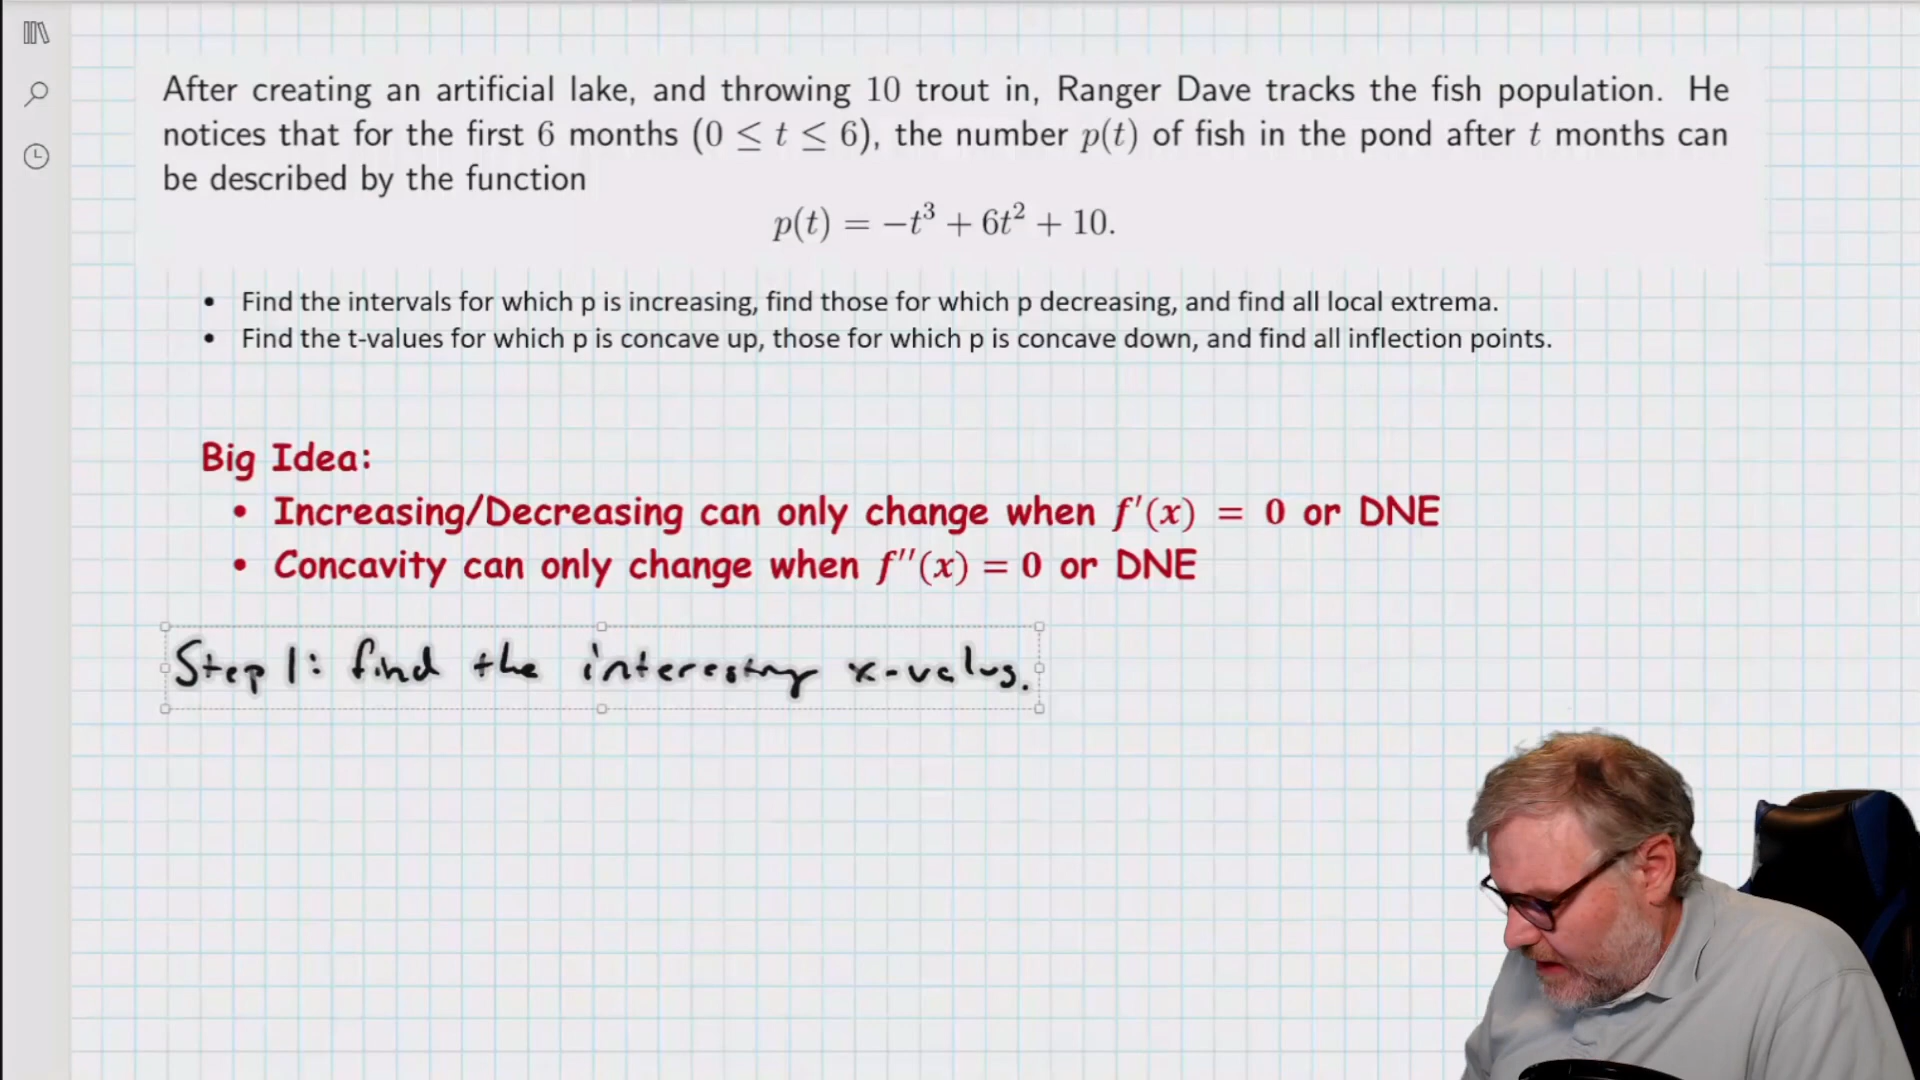 After creating an artificial lake, and throwing 10 trout in, Ranger Dave tracks the fish population. He
notices that for the first 6 months (0 ≤ t ≤ 6), the number p(t) of fish in the pond after t months can
be described by the function
p(t) = −t³ + 6t² + 10.
• Find the intervals for which p is increasing, find those for which p decreasing, and find all local extrema.
• Find the t-values for which p is concave up, those for which p is concave down, and find all inflection points.
Big Idea:
• Increasing/Decreasing can only change when f′(x) = 0 or DNE
• Concavity can only change when f′′(x) = 0 or DNE
Step 1: find the interesting x-values.